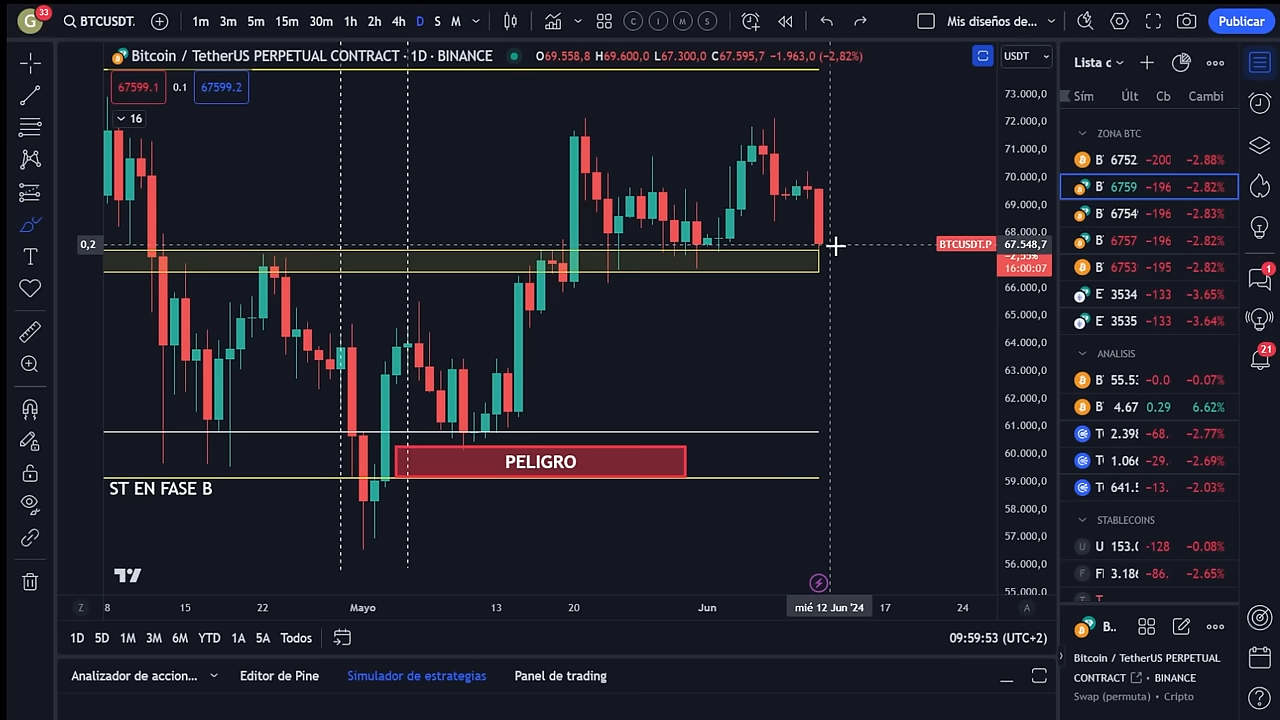 G 33 BTCUSDT. 1m 3m 5m 15m 30m 1h 2h 4h D S M C I M S Mis diseños de... Publicar
Bitcoin / TetherUS PERPETUAL CONTRACT · 1D · BINANCE O69.558,8 H69.600,0 L67.300,0 C67.595,7 −1.963,0 (−2,82%) USDT
67599.1 0.1 67599.2
16
73.000,0
72.000,0
71.000,0
70.000,0
69.000,0
68.000,0
0,2 BTCUSDT.P 67.548,7
16:00:07
66.000,0
65.000,0
64.000,0
63.000,0
62.000,0
61.000,0
60.000,0
59.000,0
58.000,0
57.000,0
56.000,0
55.000,0
PELIGRO
ST EN FASE B
TV
Z 8 15 22 Mayo 13 20 Jun mié 12 Jun '24 17 24 A
1D 5D 1M 3M 6M YTD 1A 5A Todos 09:59:53 (UTC+2)
Analizador de accion... Editor de Pine Simulador de estrategias Panel de trading
Lista c
Sím Últ Cb Cambi
ZONA BTC
6752 −200 −2.88%
6759 −196 −2.82%
6754 −196 −2.83%
6757 −196 −2.82%
6753 −195 −2.82%
E 3534 −133 −3.65%
E 3535 −133 −3.64%
ANALISIS
55.53 −0.0 −0.07%
4.67 0.29 6.62%
2.398 −68. −2.77%
1.066 −29. −2.69%
641.5 −13. −2.03%
STABLECOINS
U 153.0 −128 −0.08%
3.186 −86. −2.65%
B..
Bitcoin / TetherUS PERPETUAL
CONTRACT · BINANCE
Swap (permuta) • Cripto
1
21